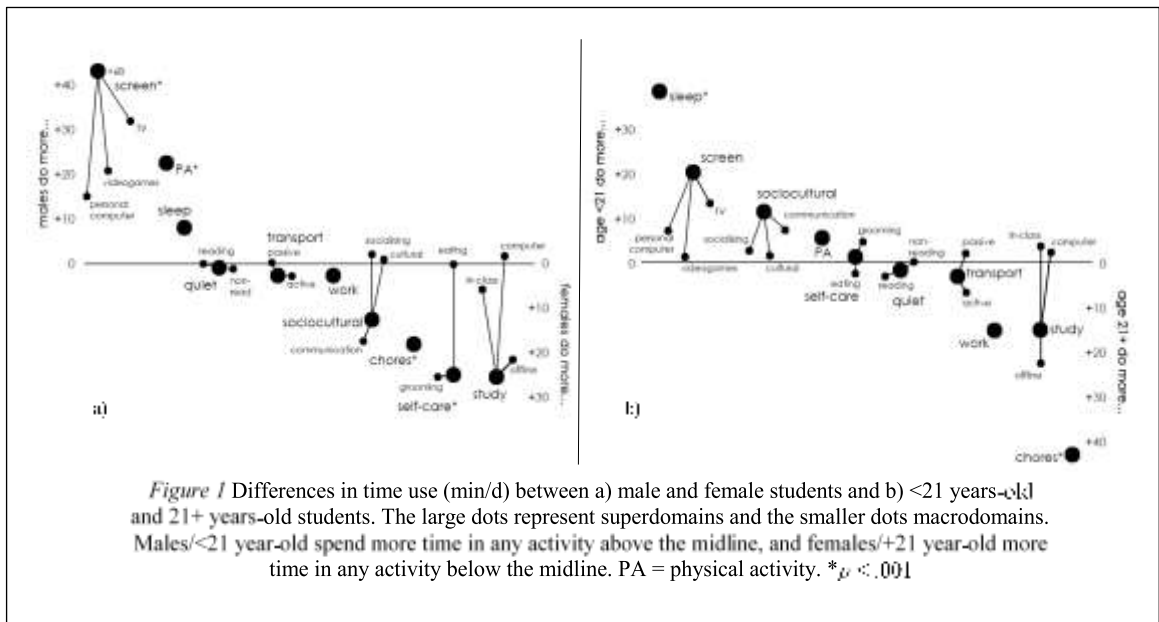 +40
+40
screen*
+30
TV
+20
PA*
videogames
personal
computer
+10
sleep
0
reading
quiet
non-
read
transport
passive
active
work
socialising
cultural
sociocultural
communication
chores*
eating
grooming
self-care*
computer
in-class
offline
study
0
+10
+20
+30
males do more...
females do more...
a)
sleep*
+30
screen
+20
TV
+10
personal
computer
videogames
0
sociocultural
communication
socialising
cultural
PA
grooming
eating
self-care
non-
reading
reading
quiet
passive
transport
active
work
in-class
computer
study
offline
chores*
0
+10
+20
+30
+40
age <21 do more...
age 21+ do more...
b)
Figure 1 Differences in time use (min/d) between a) male and female students and b) <21 years-old
and 21+ years-old students. The large dots represent superdomains and the smaller dots macrodomains.
Males/<21 year-old spend more time in any activity above the midline, and females/+21 year-old more
time in any activity below the midline. PA = physical activity. *p < .001